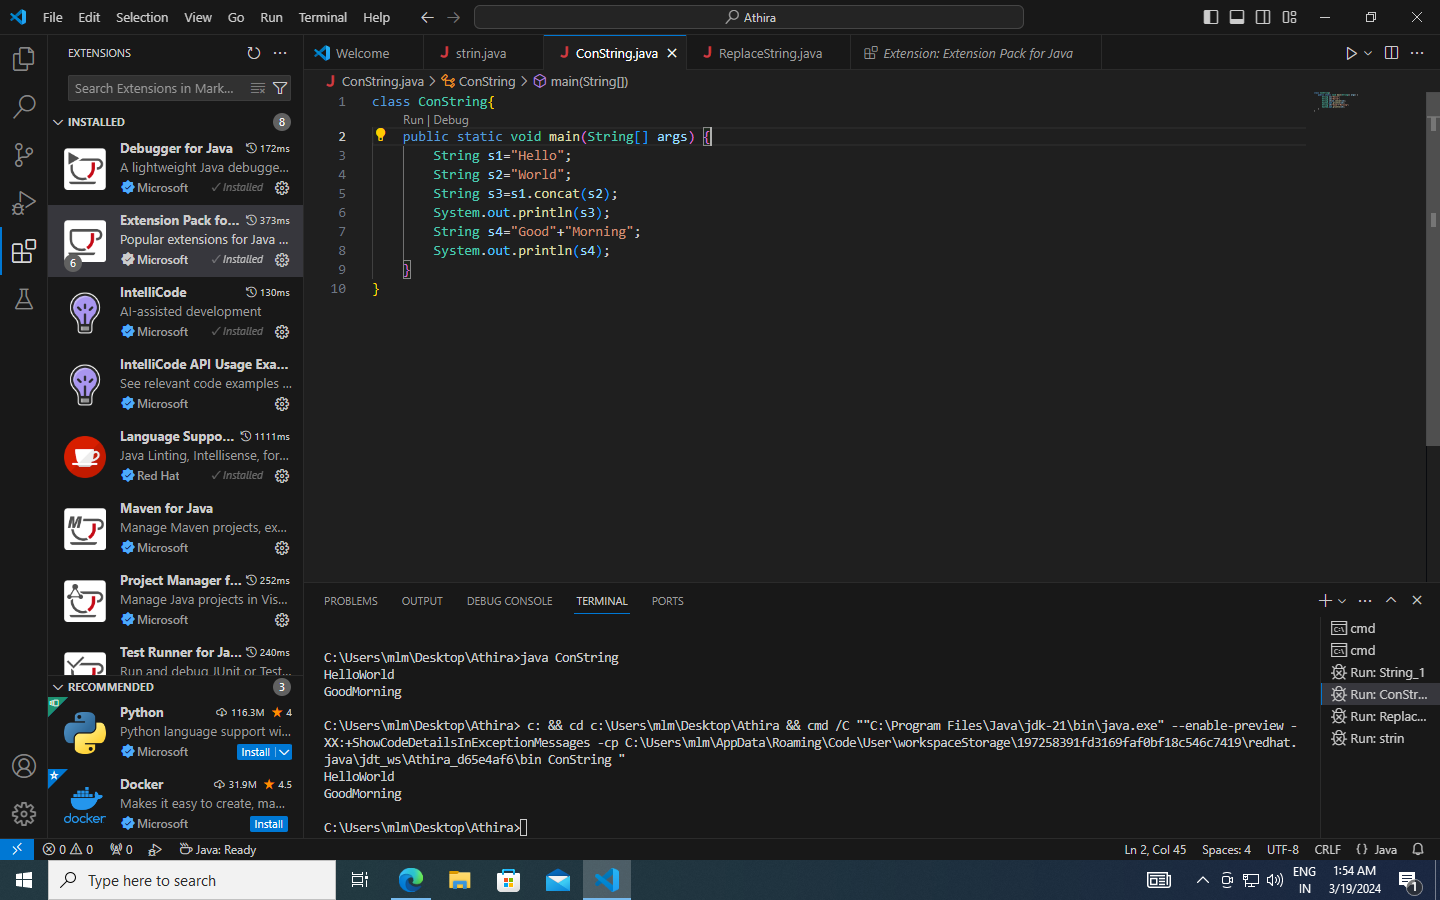 File Edit Selection View Go Run Terminal Help
Athira
EXTENSIONS
Search Extensions in Mark...
INSTALLED 8
Debugger for Java 172ms
A lightweight Java debugge...
Microsoft Installed
Extension Pack fo... 373ms
Popular extensions for Java ...
Microsoft Installed
6
IntelliCode 130ms
AI-assisted development
Microsoft Installed
IntelliCode API Usage Exa...
See relevant code examples ...
Microsoft
Language Suppo... 1111ms
Java Linting, Intellisense, for...
Red Hat Installed
Maven for Java
Manage Maven projects, ex...
Microsoft
Project Manager f... 252ms
Manage Java projects in Vis...
Microsoft
Test Runner for Ja... 240ms
Run and debug JUnit or Test...
RECOMMENDED 3
Python 116.3M 4
Python language support wi...
Microsoft Install
Docker 31.9M 4.5
Makes it easy to create, ma...
docker
Microsoft Install
Welcome strin.java ConString.java ReplaceString.java Extension: Extension Pack for Java
ConString.java > ConString > main(String[])
1 class ConString{
Run | Debug
2 public static void main(String[] args) {
3 String s1="Hello";
4 String s2="World";
5 String s3=s1.concat(s2);
6 System.out.println(s3);
7 String s4="Good"+"Morning";
8 System.out.println(s4);
9 }
10 }
PROBLEMS OUTPUT DEBUG CONSOLE TERMINAL PORTS
C:\Users\mlm\Desktop\Athira>java ConString
HelloWorld
GoodMorning
C:\Users\mlm\Desktop\Athira> c: && cd c:\Users\mlm\Desktop\Athira && cmd /C ""C:\Program Files\Java\jdk-21\bin\java.exe" --enable-preview -
XX:+ShowCodeDetailsInExceptionMessages -cp C:\Users\mlm\AppData\Roaming\Code\User\workspaceStorage\197258391fd3169faf0bf18c546c7419\redhat.
java\jdt_ws\Athira_d65e4af6\bin ConString "
HelloWorld
GoodMorning
C:\Users\mlm\Desktop\Athira>
cmd
cmd
Run: String_1
Run: ConStr...
Run: Replac...
Run: strin
0 0 0 Java: Ready Ln 2, Col 45 Spaces: 4 UTF-8 CRLF {} Java
Type here to search
ENG
IN
1:54 AM
3/19/2024
1